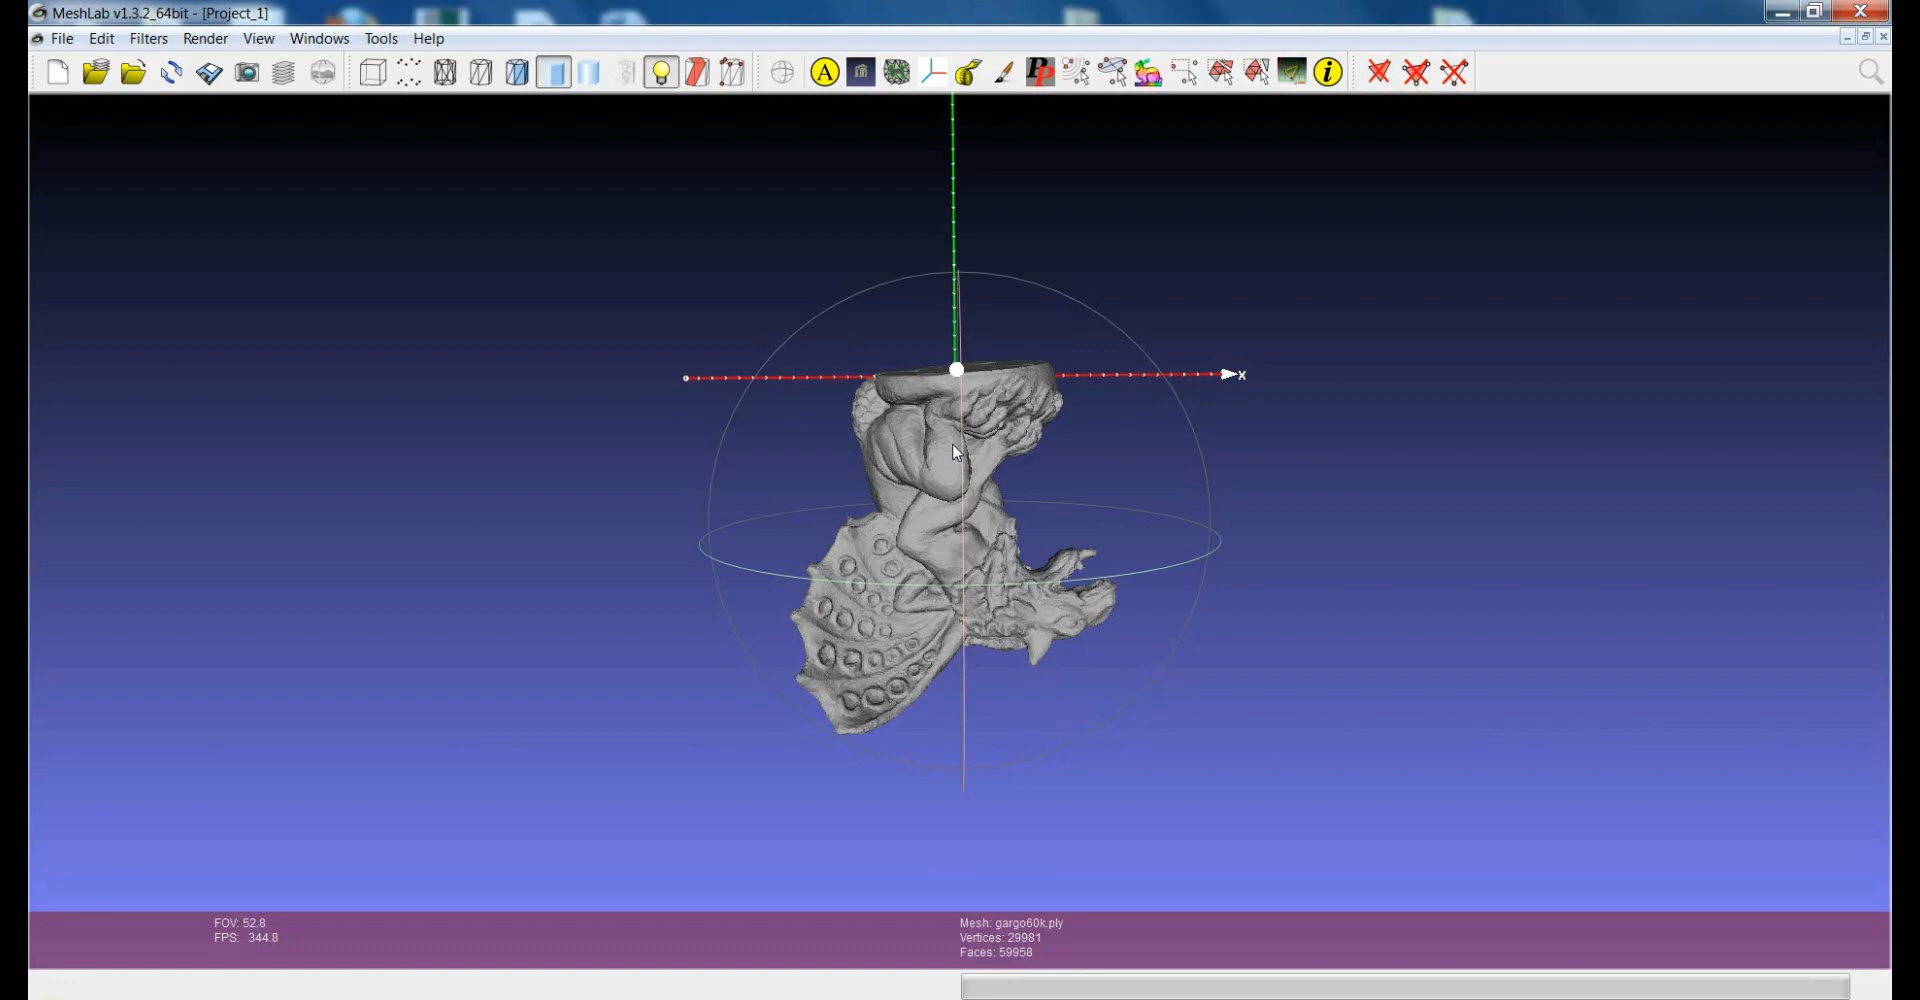 MeshLab v1.3.2_64bit - [Project_1]
File Edit Filters Render View Windows Tools Help
A
PP
i
x
FOV: 52.8
FPS: 344.8
Mesh: gargo60k.ply
Vertices: 29981
Faces: 59958